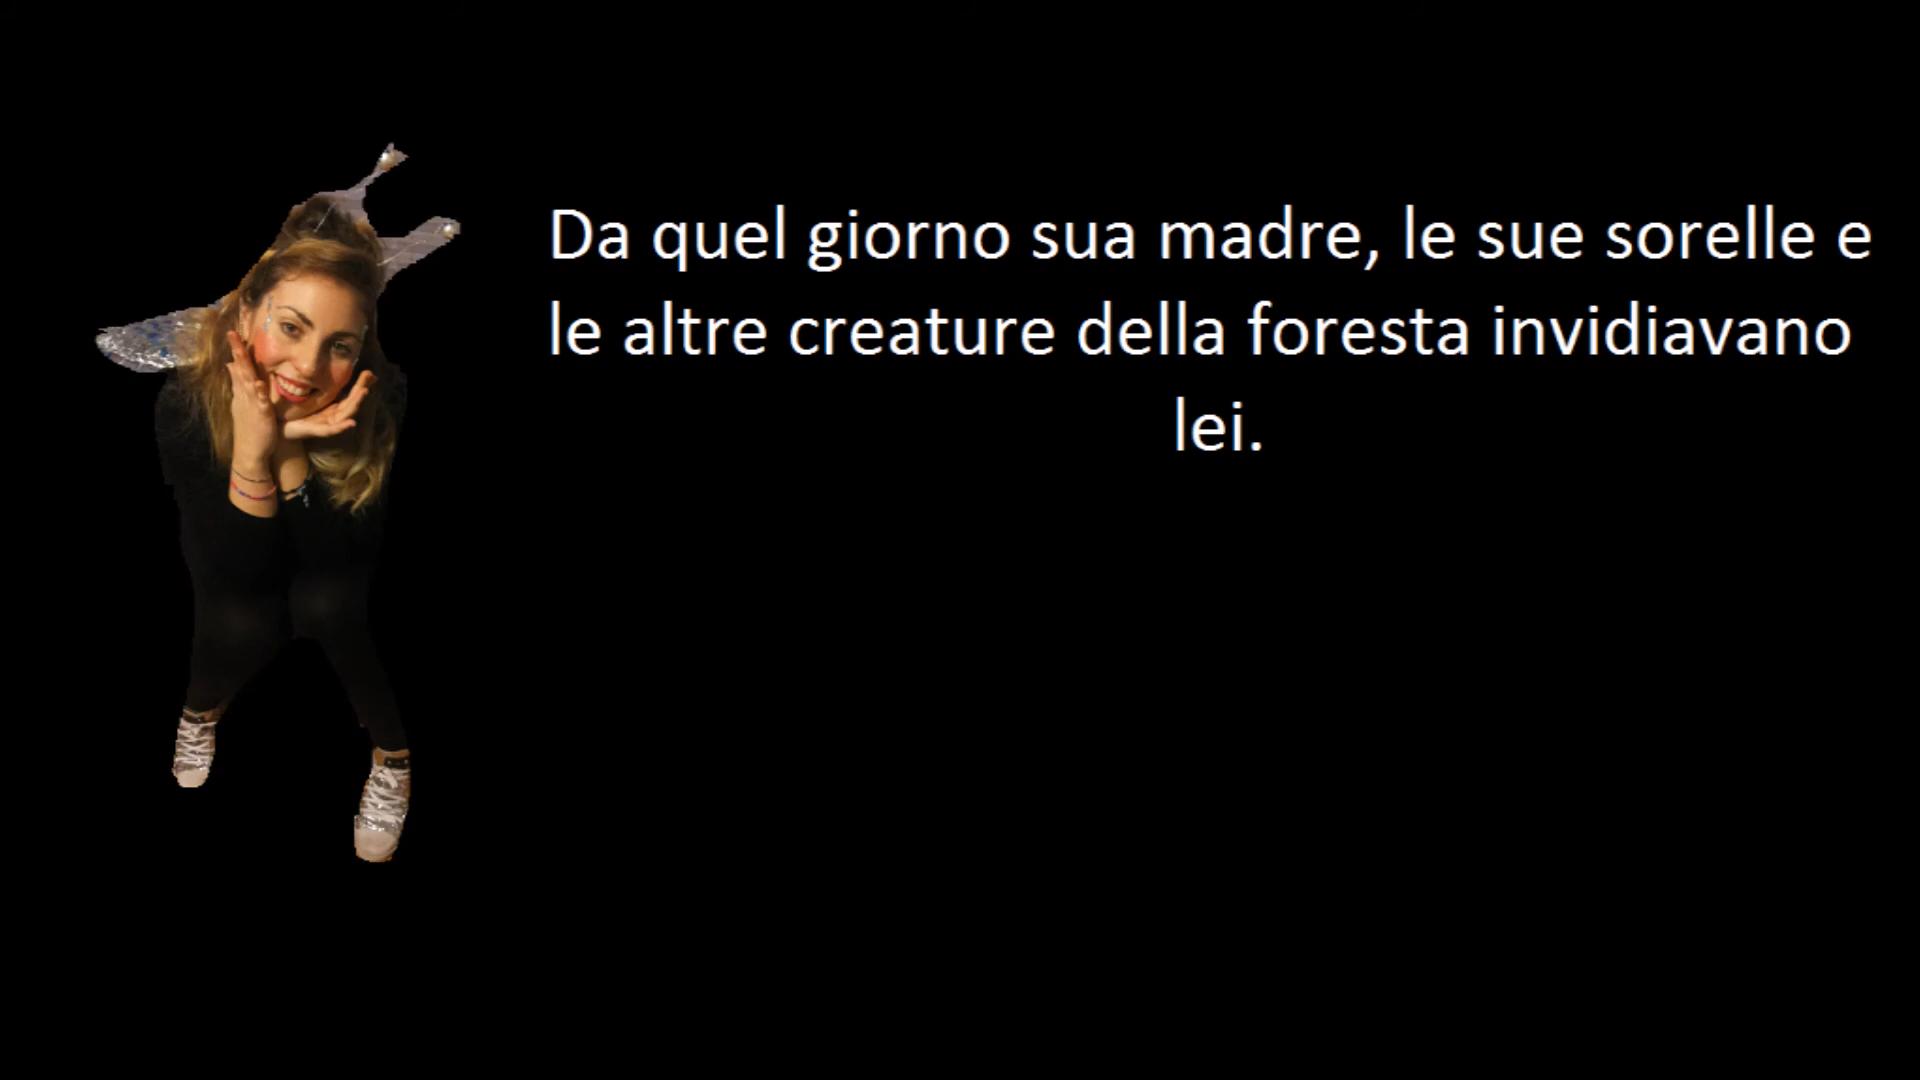 Da quel giorno sua madre, le sue sorelle e
le altre creature della foresta invidiavano
lei.